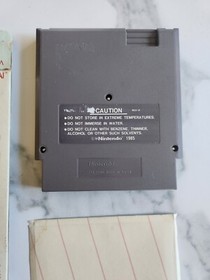 CAUTION
●DO NOT STORE IN EXTREME TEMPERATURES.
●DO NOT IMMERSE IN WATER.
●DO NOT CLEAN WITH BENZENE, THINNER,
ALCOHOL OR OTHER SUCH SOLVENTS.
Nintendo 1985
Nintendo